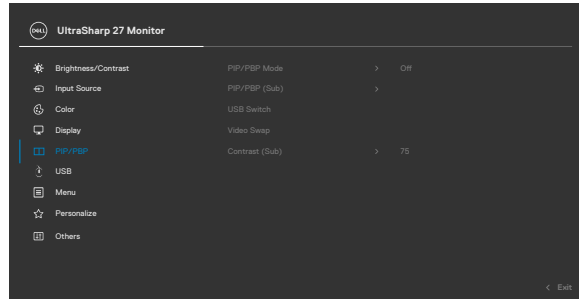 DELL UltraSharp 27 Monitor
Brightness/Contrast PIP/PBP Mode > Off
Input Source PIP/PBP (Sub) >
Color USB Switch
Display Video Swap
PIP/PBP Contrast (Sub) > 75
USB
Menu
Personalize
Others
< Exit